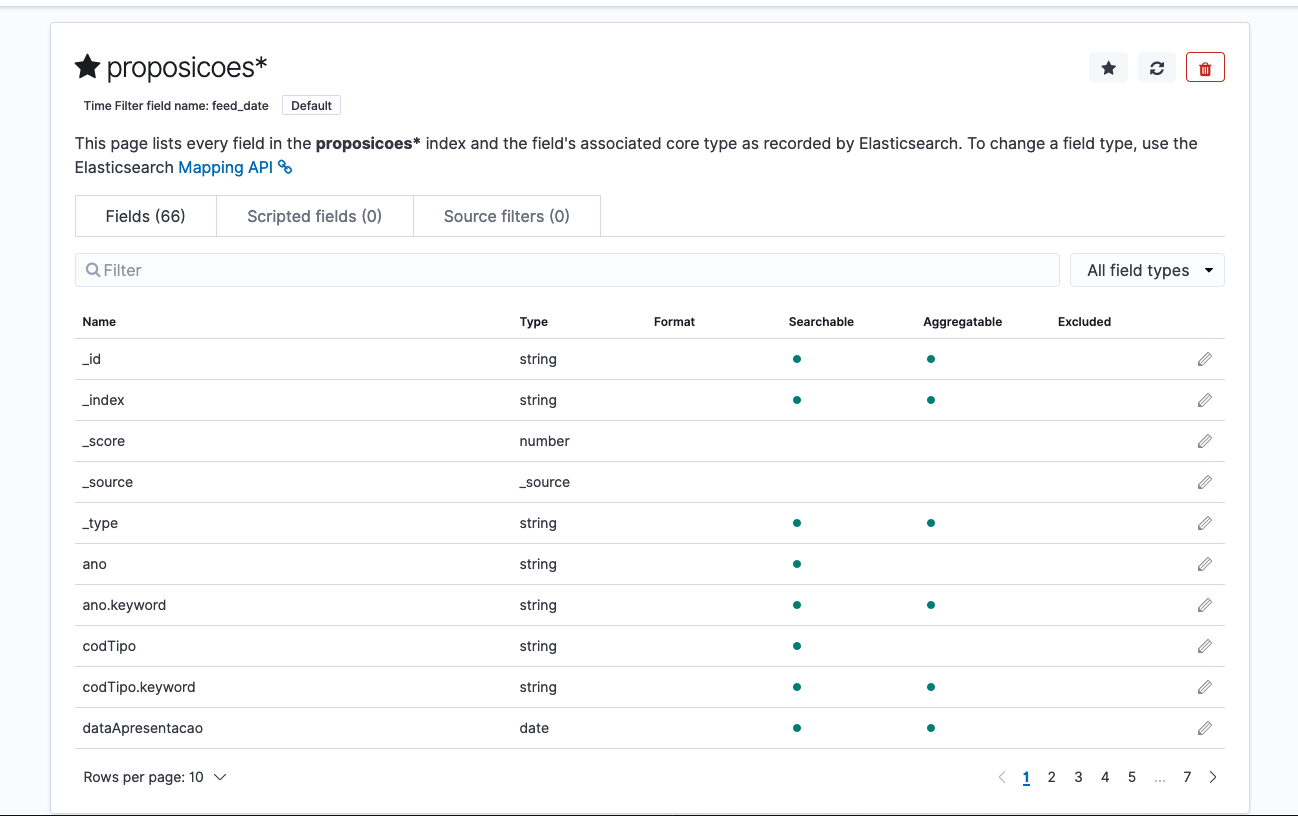 proposicoes*
Time Filter field name: feed_date Default
This page lists every field in the proposicoes* index and the field's associated core type as recorded by Elasticsearch. To change a field type, use the
Elasticsearch Mapping API
Fields (66) Scripted fields (0) Source filters (0)
Filter All field types
Name Type Format Searchable Aggregatable Excluded
_id string
_index string
_score number
_source _source
_type string
ano string
ano.keyword string
codTipo string
codTipo.keyword string
dataApresentacao date
Rows per page: 10 1 2 3 4 5 ... 7